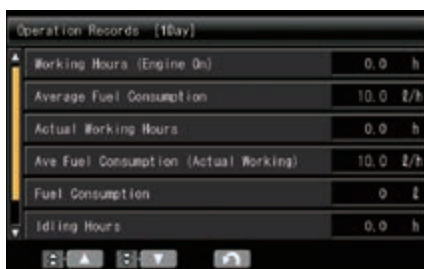 Operation Records [1Day]
Working Hours (Engine On) 0.0 h
Average Fuel Consumption 10.0 ℓ/h
Actual Working Hours 0.0 h
Ave Fuel Consumption (Actual Working) 10.0 ℓ/h
Fuel Consumption 0 ℓ
Idling Hours 0.0 h